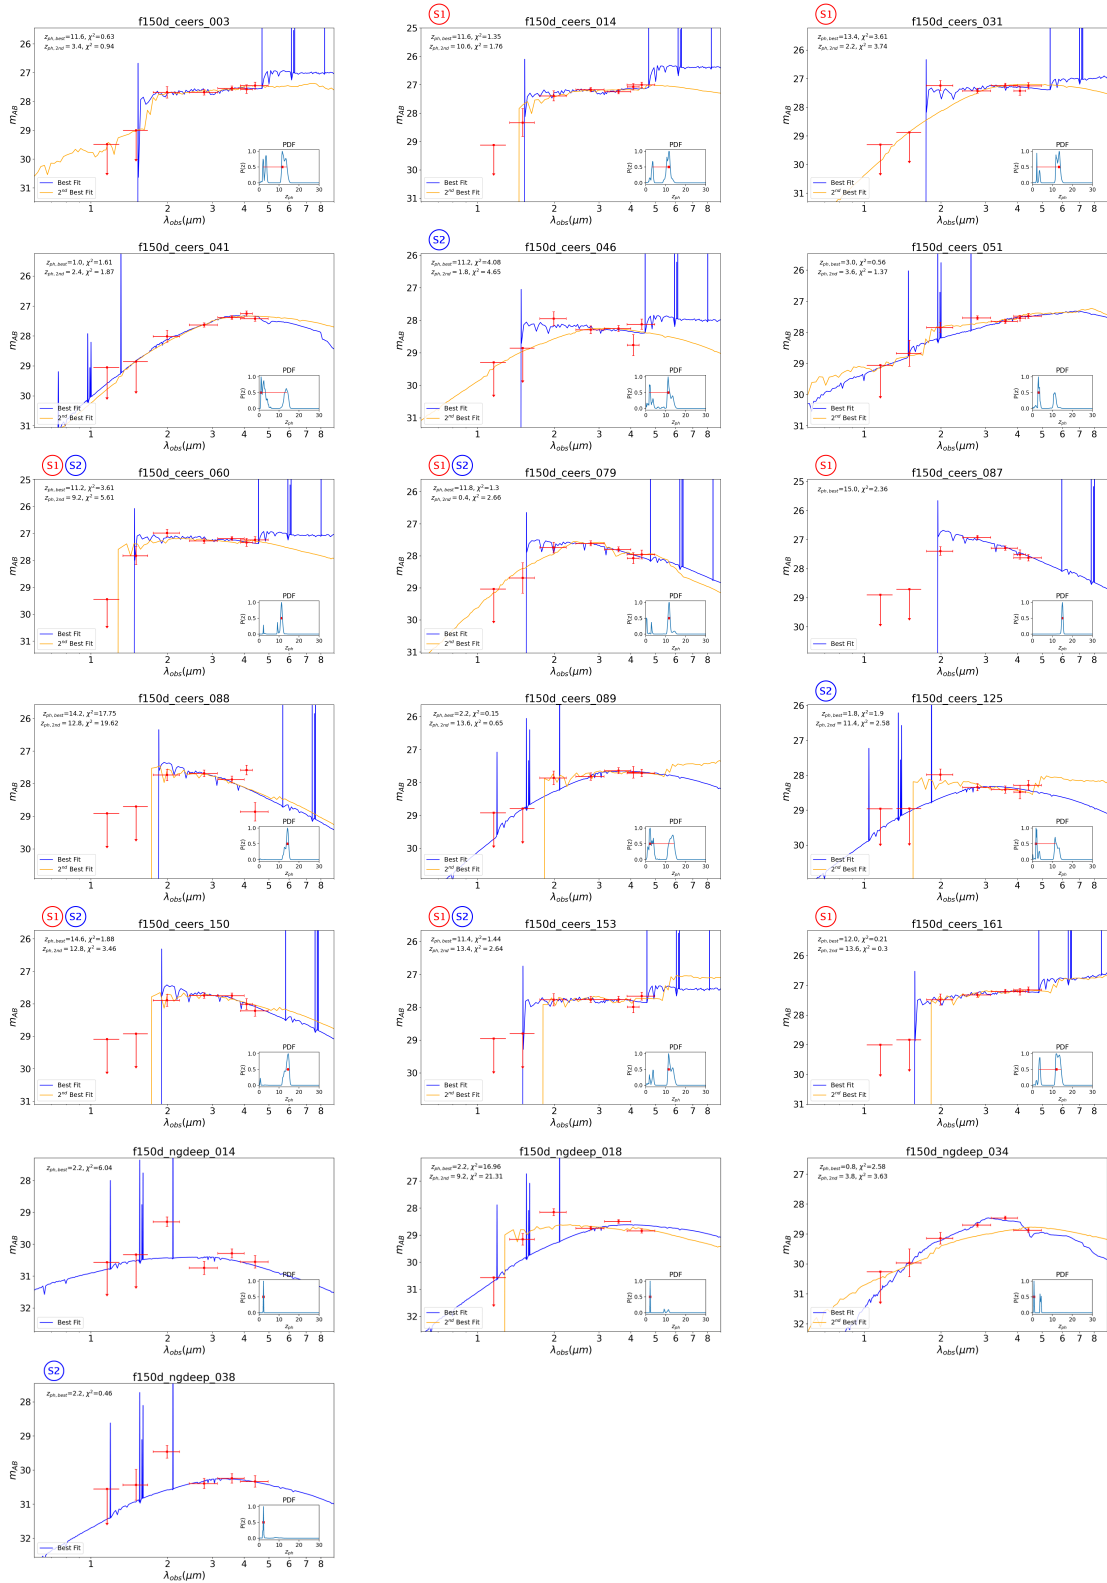 S1
S1
f150d_ceers_003
f150d_ceers_014
f150d_ceers_031
z_ph,best=11.6, χ²=0.63
z_ph,2nd = 3.4, χ² = 0.94
z_ph,best=11.6, χ²=1.35
z_ph,2nd = 10.6, χ² = 1.76
z_ph,best=13.4, χ²=3.61
z_ph,2nd = 2.2, χ² = 3.74
m_AB
PDF
P(z)
z_ph
Best Fit
2nd Best Fit
λ_obs(μm)
S2
f150d_ceers_041
f150d_ceers_046
f150d_ceers_051
z_ph,best=1.0, χ²=1.61
z_ph,2nd = 2.4, χ² = 1.87
z_ph,best=11.2, χ²=4.08
z_ph,2nd = 1.8, χ² = 4.65
z_ph,best=3.0, χ²=0.56
z_ph,2nd = 3.6, χ² = 1.37
S1 S2
S1 S2
S1
f150d_ceers_060
f150d_ceers_079
f150d_ceers_087
z_ph,best=11.2, χ²=3.61
z_ph,2nd = 9.2, χ² = 5.61
z_ph,best=11.8, χ²=1.3
z_ph,2nd = 0.4, χ² = 2.66
z_ph,best=15.0, χ²=2.36
S2
f150d_ceers_088
f150d_ceers_089
f150d_ceers_125
z_ph,best=14.2, χ²=17.75
z_ph,2nd = 12.8, χ² = 19.62
z_ph,best=2.2, χ²=0.15
z_ph,2nd = 13.6, χ² = 0.65
z_ph,best=1.8, χ²=1.9
z_ph,2nd = 11.4, χ² = 2.58
S1 S2
S1 S2
S1
f150d_ceers_150
f150d_ceers_153
f150d_ceers_161
z_ph,best=14.6, χ²=1.88
z_ph,2nd = 12.8, χ² = 3.46
z_ph,best=11.4, χ²=1.44
z_ph,2nd = 13.4, χ² = 2.64
z_ph,best=12.0, χ²=0.21
z_ph,2nd = 13.6, χ² = 0.3
f150d_ngdeep_014
f150d_ngdeep_018
f150d_ngdeep_034
z_ph,best=2.2, χ²=6.04
z_ph,best=2.2, χ²=16.96
z_ph,2nd = 9.2, χ² = 21.31
z_ph,best=0.8, χ²=2.58
z_ph,2nd = 3.8, χ² = 3.63
S2
f150d_ngdeep_038
z_ph,best=2.2, χ²=0.46
m_AB
PDF
P(z)
z_ph
Best Fit
λ_obs(μm)